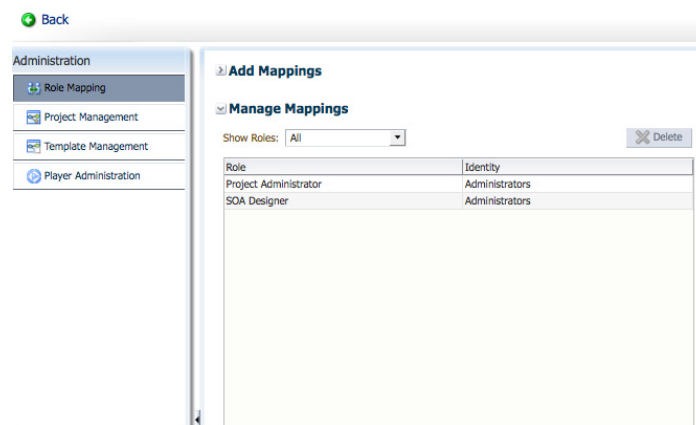 Back
Administration
Role Mapping
Project Management
Template Management
Player Administration
Add Mappings
Manage Mappings
Show Roles: All
Delete
Role Identity
Project Administrator Administrators
SOA Designer Administrators